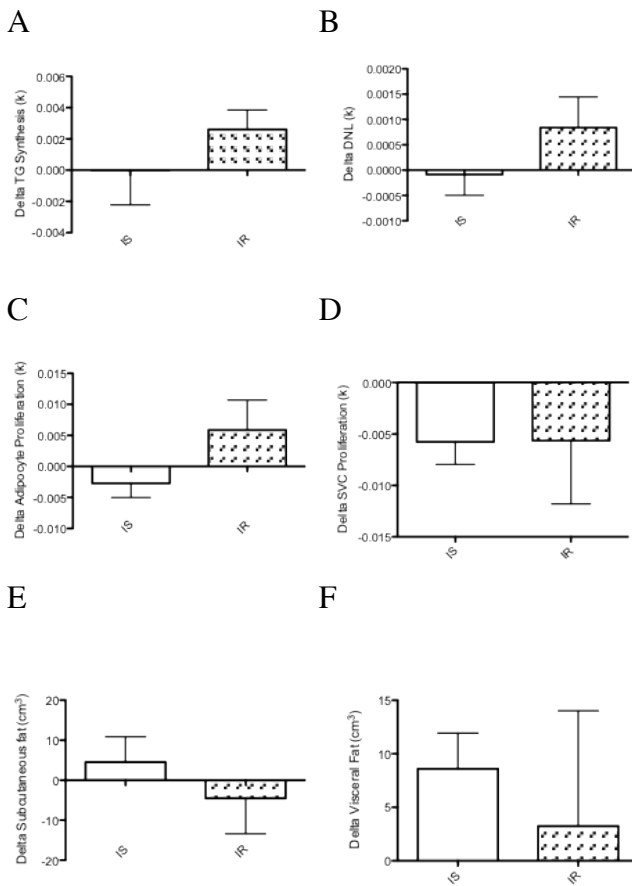 A
B
Delta TG Synthesis (k)
0.006
0.004
0.002
0.000
-0.002
-0.004
IS
IR
Delta DNL (k)
0.0020
0.0015
0.0010
0.0005
0.0000
-0.0005
-0.0010
IS
IR
C
D
Delta Adipocyte Proliferation (k)
0.015
0.010
0.005
0.000
-0.005
-0.010
IS
IR
Delta SVC Proliferation (k)
0.000
-0.005
-0.010
-0.015
IS
IR
E
F
Delta Subcutaneous fat (cm³)
20
10
0
-10
-20
IS
IR
Delta Visceral Fat (cm³)
15
10
5
0
IS
IR